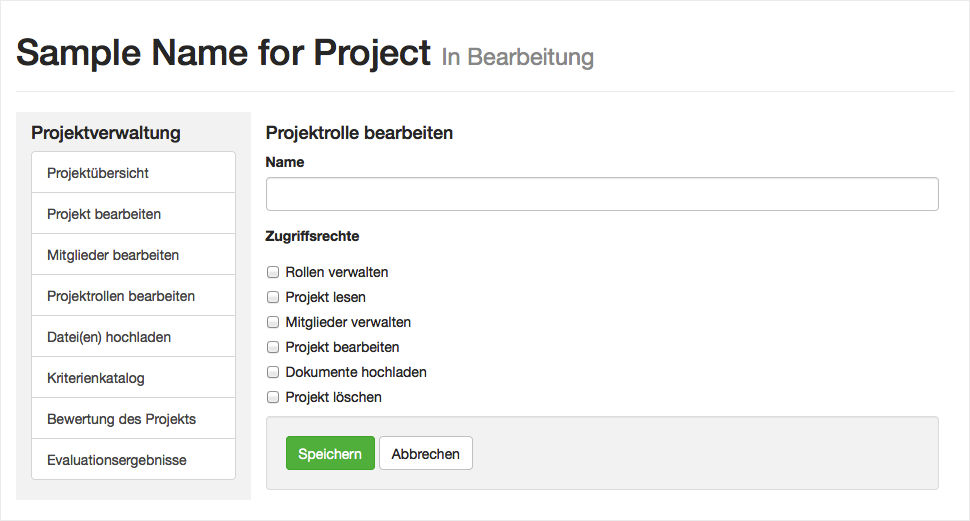 Sample Name for Project In Bearbeitung
Projektverwaltung
Projektübersicht
Projekt bearbeiten
Mitglieder bearbeiten
Projektrollen bearbeiten
Datei(en) hochladen
Kriterienkatalog
Bewertung des Projekts
Evaluationsergebnisse
Projektrolle bearbeiten
Name
Zugriffsrechte
Rollen verwalten
Projekt lesen
Mitglieder verwalten
Projekt bearbeiten
Dokumente hochladen
Projekt löschen
Speichern Abbrechen